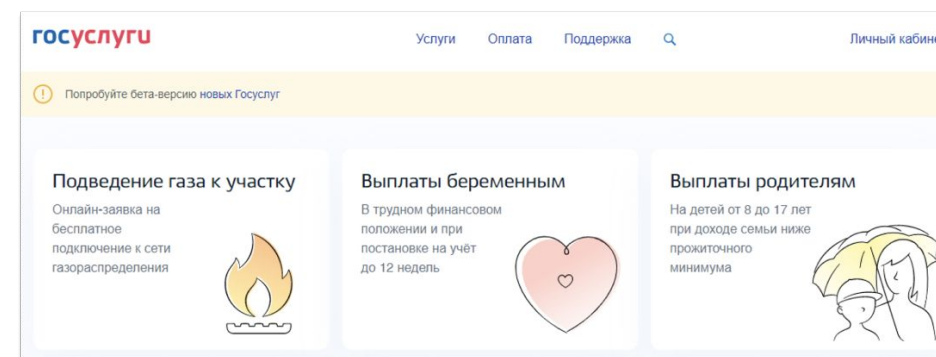 госуслуги
Услуги Оплата Поддержка
Личный
Попробуйте бета-версию новых Госуслуг
Подведение газа к участку
Онлайн-заявка на
бесплатное
подключение к сети
газораспределения
Выплаты беременным
В трудном финансовом
положении и при
постановке на учёт
до 12 недель
Выплаты родителям
На детей от 8 до 17 лет
при доходе семьи ниже
прожиточного
минимума